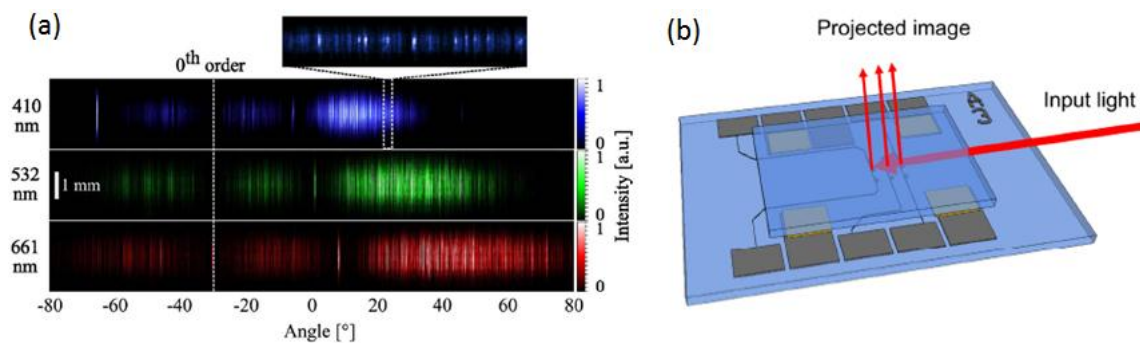 (a)
0th order
410
nm
532
nm
1 mm
661
nm
1
0
1
0
1
0
Intensity [a.u.]
-80 -60 -40 -20 0 20 40 60 80
Angle [°]
(b)
Projected image
Input light
A3